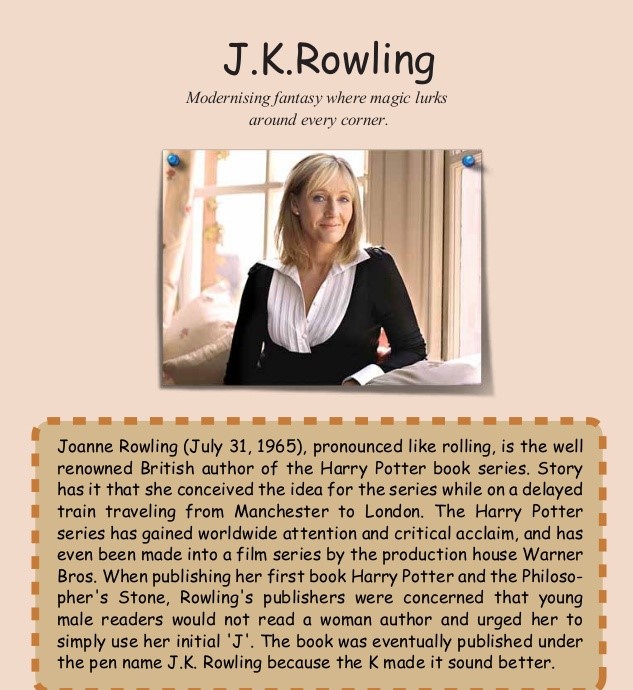 J.K.Rowling
Modernising fantasy where magic lurks
around every corner.
Joanne Rowling (July 31, 1965), pronounced like rolling, is the well
renowned British author of the Harry Potter book series. Story
has it that she conceived the idea for the series while on a delayed
train traveling from Manchester to London. The Harry Potter
series has gained worldwide attention and critical acclaim, and has
even been made into a film series by the production house Warner
Bros. When publishing her first book Harry Potter and the Philoso-
pher's Stone, Rowling's publishers were concerned that young
male readers would not read a woman author and urged her to
simply use her initial 'J'. The book was eventually published under
the pen name J.K. Rowling because the K made it sound better.